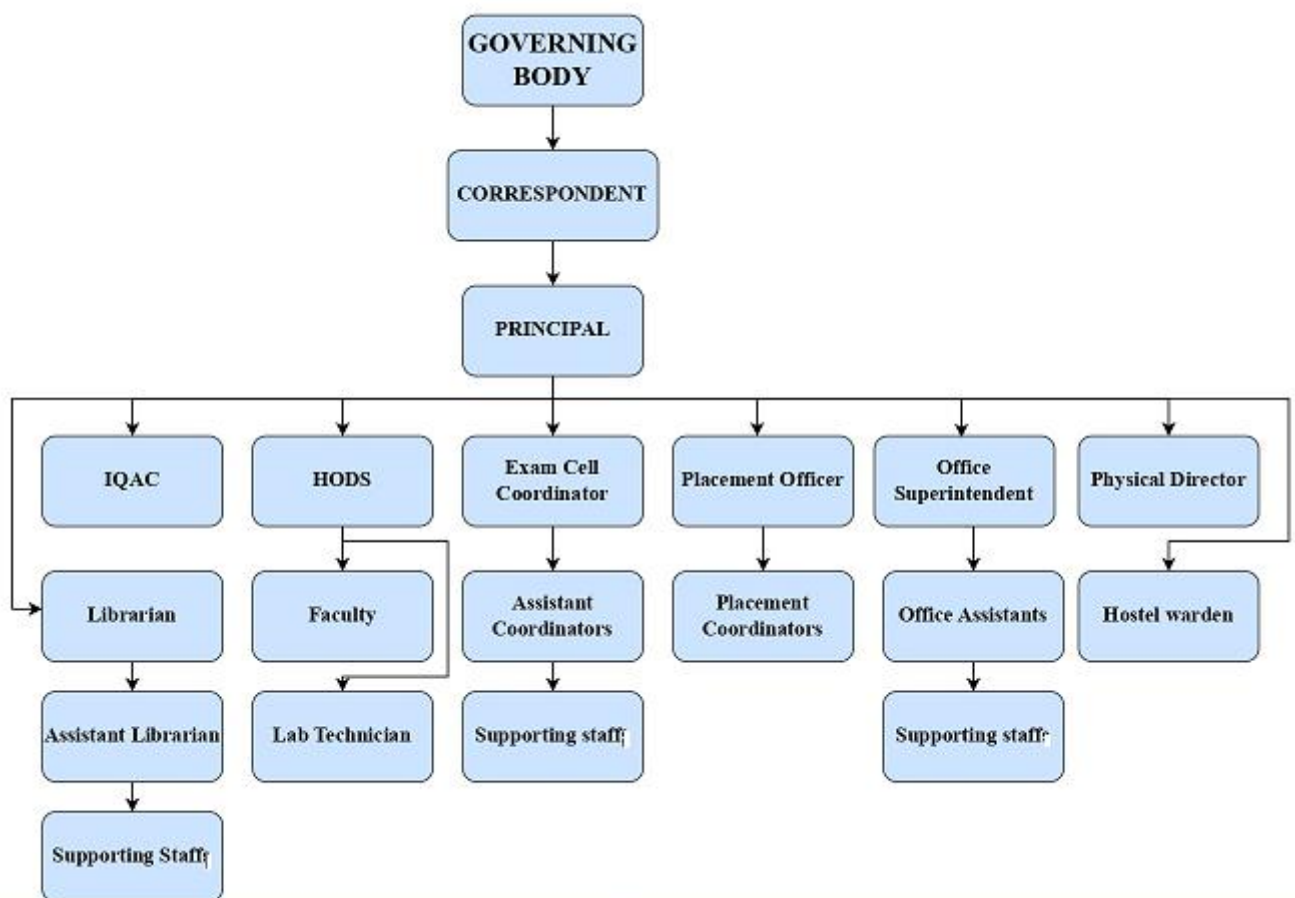 GOVERNING
BODY
CORRESPONDENT
PRINCIPAL
IQAC
HODS
Exam Cell
Coordinator
Placement Officer
Office
Superintendent
Physical Director
Librarian
Faculty
Assistant
Coordinators
Placement
Coordinators
Office Assistants
Hostel warden
Assistant Librarian
Lab Technician
Supporting staff
Supporting staff
Supporting Staff